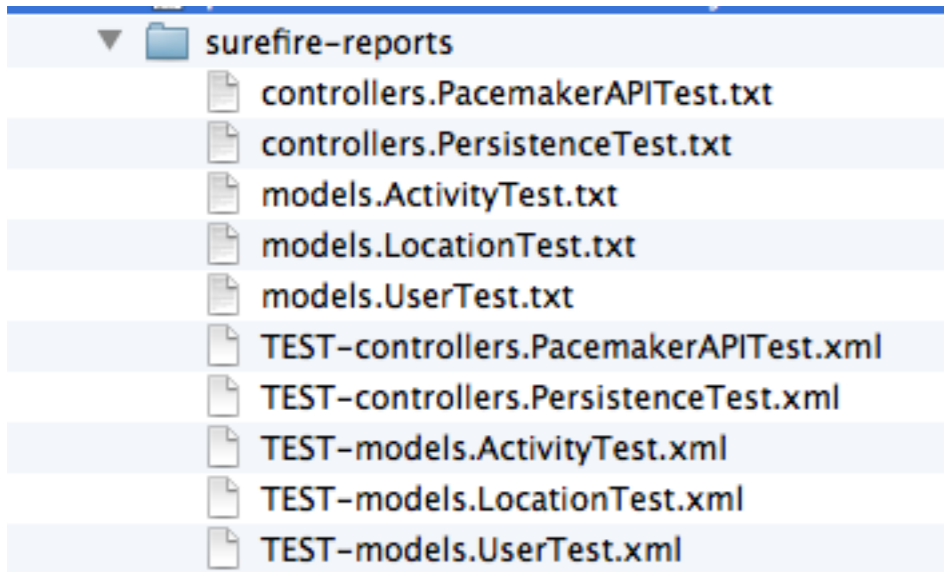 surefire-reports
controllers.PacemakerAPITest.txt
controllers.PersistenceTest.txt
models.ActivityTest.txt
models.LocationTest.txt
models.UserTest.txt
TEST-controllers.PacemakerAPITest.xml
TEST-controllers.PersistenceTest.xml
TEST-models.ActivityTest.xml
TEST-models.LocationTest.xml
TEST-models.UserTest.xml